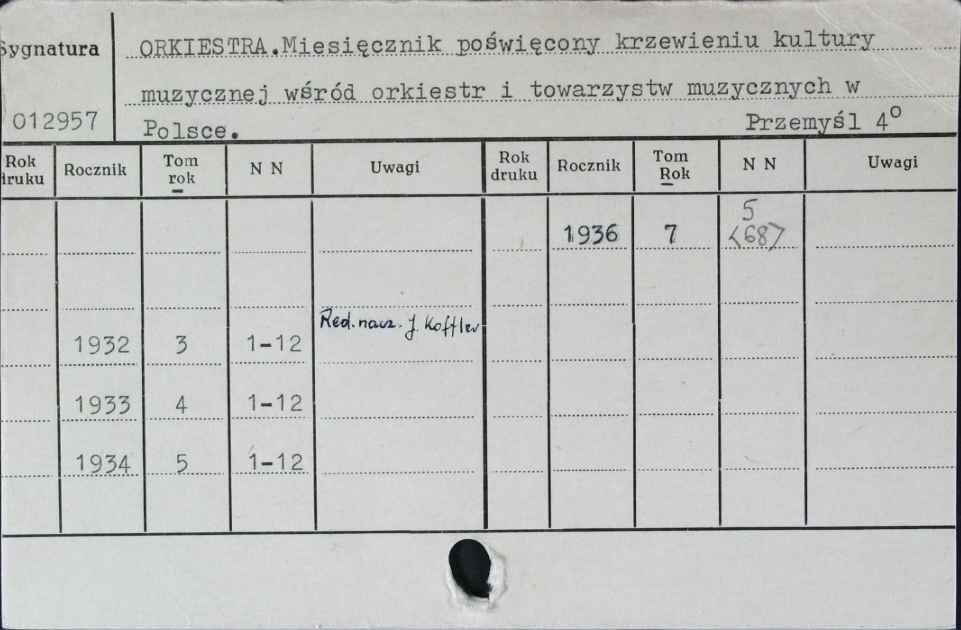 Sygnatura ORKIESTRA.Miesięcznik poświęcony krzewieniu kultury
muzycznej wśród orkiestr i towarzystw muzycznych w
012957 Polsce. Przemyśl 4°
Rok druku Rocznik Tom rok N N Uwagi Rok druku Rocznik Tom Rok N N Uwagi
5
1936 7 <68>
Red. nacz. J. Koffler
1932 3 1-12
1933 4 1-12
1934 5 1-12